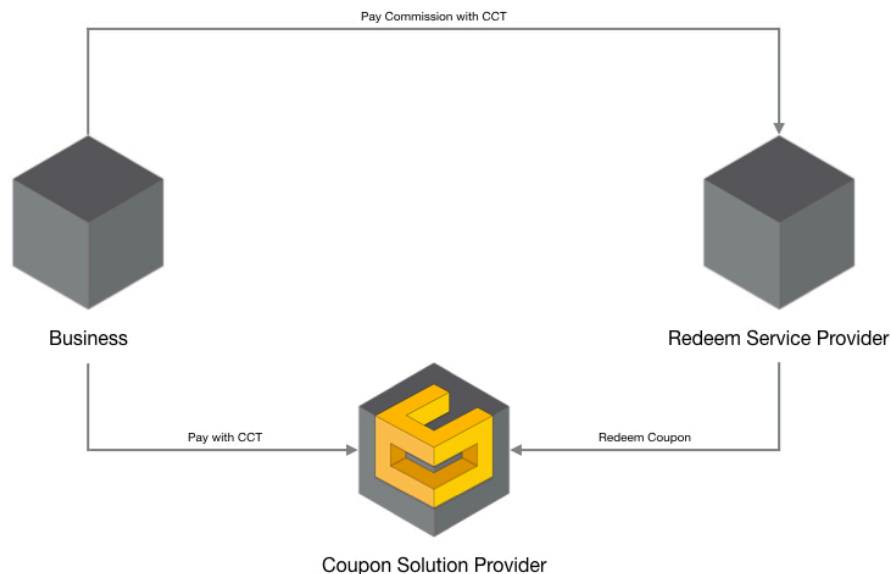 Pay Commission with CCT
Business
Redeem Service Provider
Pay with CCT
Redeem Coupon
Coupon Solution Provider